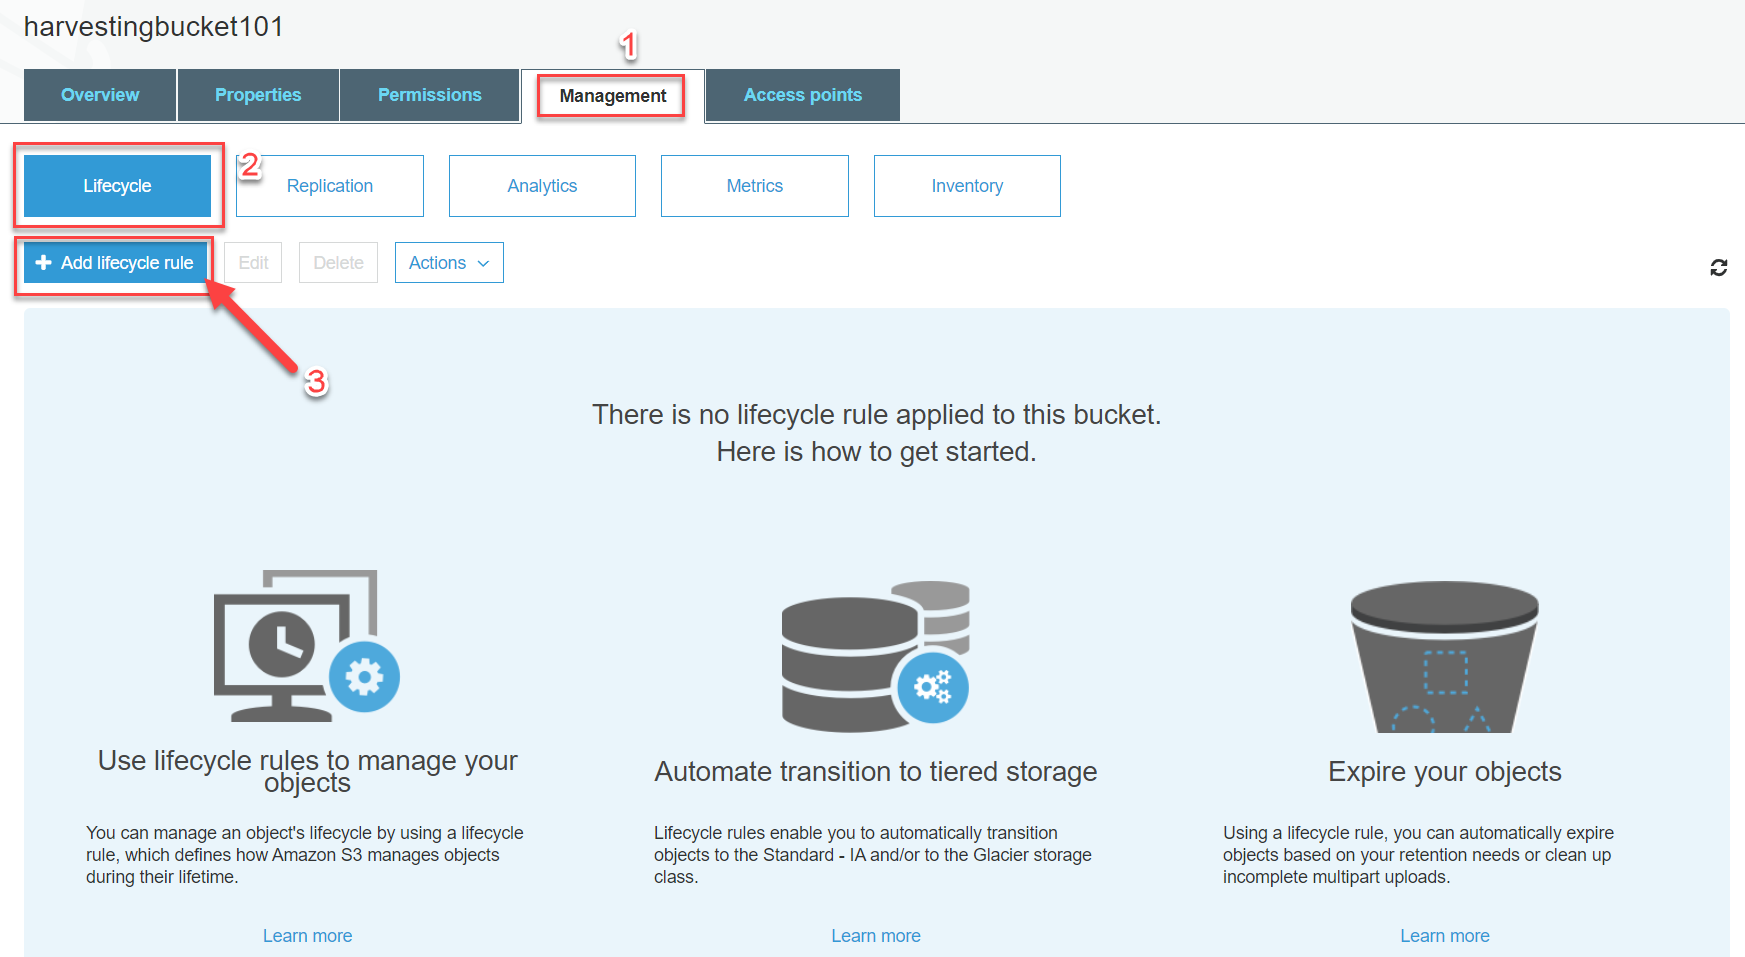 harvestingbucket101
1
Overview
Properties
Permissions
Management
Access points
2
Lifecycle
Replication
Analytics
Metrics
Inventory
Add lifecycle rule
Edit
Delete
Actions
3
There is no lifecycle rule applied to this bucket.
Here is how to get started.
Use lifecycle rules to manage your
objects
You can manage an object's lifecycle by using a lifecycle
rule, which defines how Amazon S3 manages objects
during their lifetime.
Learn more
Automate transition to tiered storage
Lifecycle rules enable you to automatically transition
objects to the Standard - IA and/or to the Glacier storage
class.
Learn more
Expire your objects
Using a lifecycle rule, you can automatically expire
objects based on your retention needs or clean up
incomplete multipart uploads.
Learn more